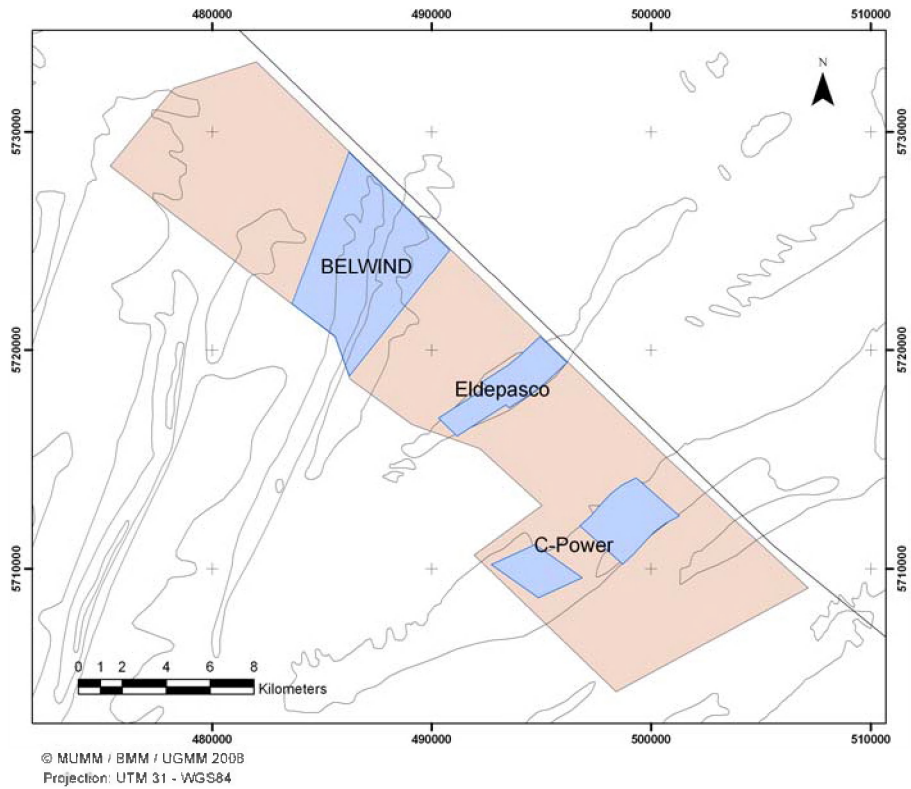 480000 490000 500000 510000
N
5730000 5730000
BELWIND
5720000 5720000
Eldepasco
C-Power
5710000 5710000
0 1 2 4 6 8
Kilometers
480000 490000 500000 510000
© MUMM / BMM / UGMM 2008
Projection: UTM 31 - WGS84